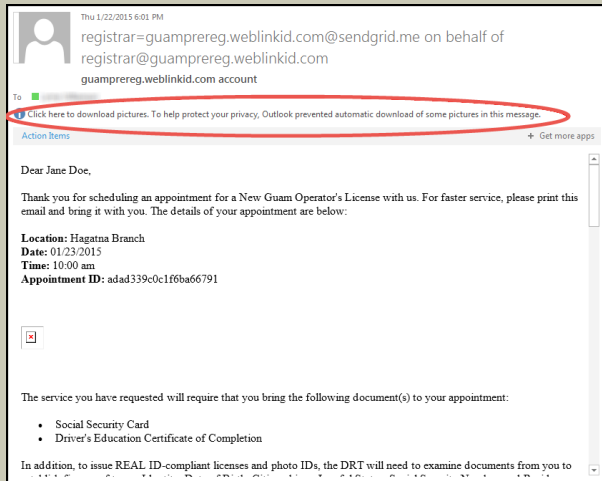 Thu 1/22/2015 6:01 PM
registrar=guamprereg.weblinkid.com@sendgrid.me on behalf of
registrar@guamprereg.weblinkid.com
guamprereg.weblinkid.com account
To
Click here to download pictures. To help protect your privacy, Outlook prevented automatic download of some pictures in this message.
Action Items + Get more apps
Dear Jane Doe,
Thank you for scheduling an appointment for a New Guam Operator's License with us. For faster service, please print this
email and bring it with you. The details of your appointment are below:
Location: Hagatna Branch
Date: 01/23/2015
Time: 10:00 am
Appointment ID: adad339c0c1f6ba66791
The service you have requested will require that you bring the following document(s) to your appointment:
• Social Security Card
• Driver's Education Certificate of Completion
In addition, to issue REAL ID-compliant licenses and photo IDs, the DRT will need to examine documents from you to